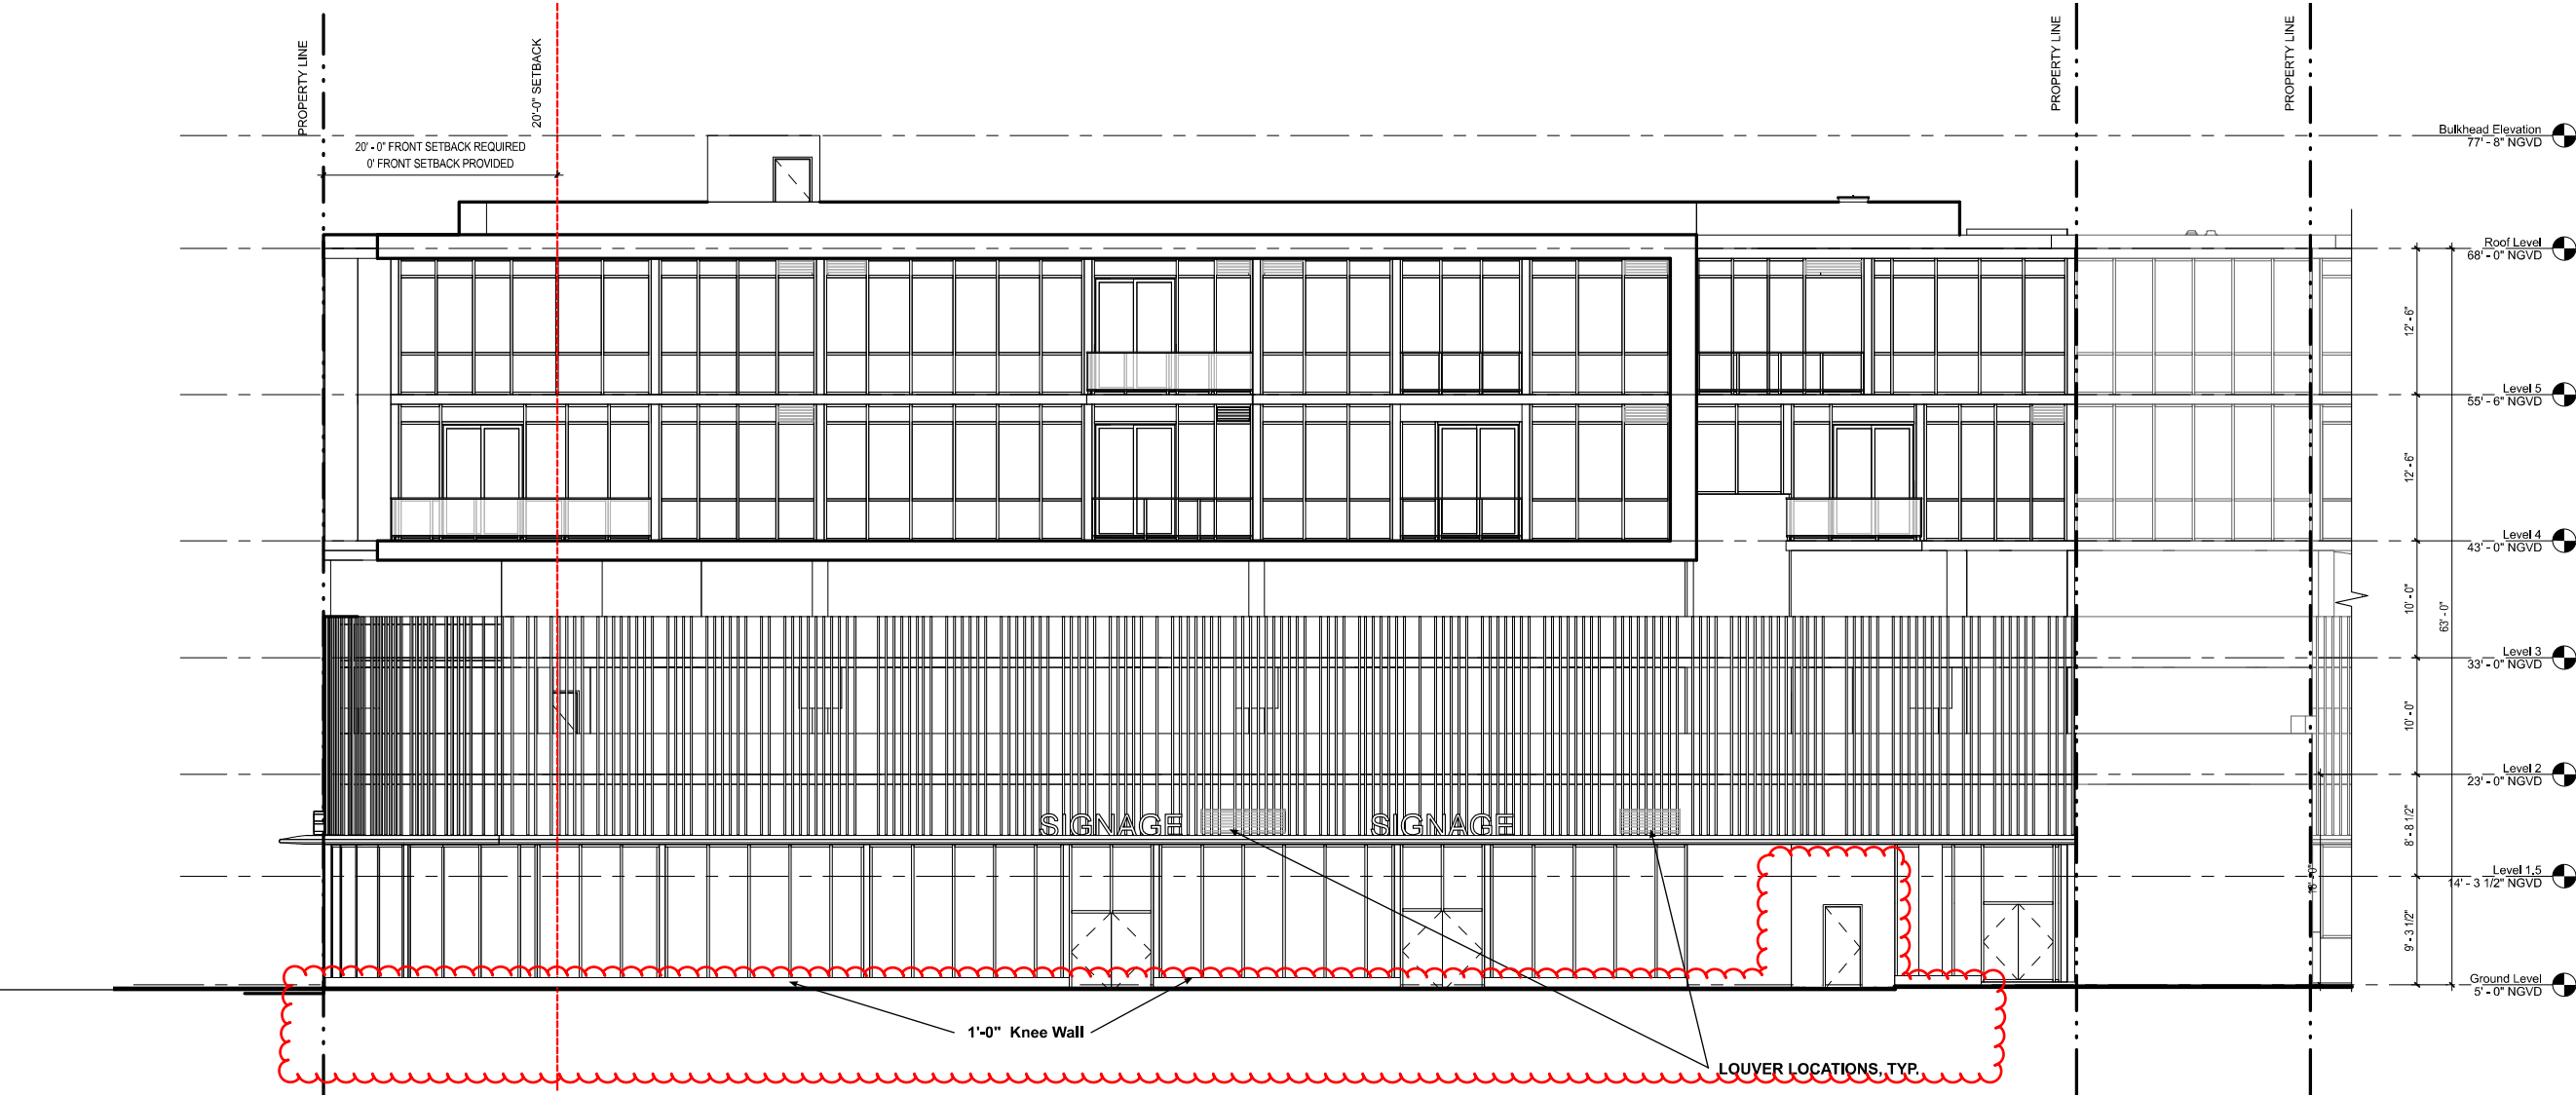 PROPERTY LINE
20'-0" SETBACK
PROPERTY LINE
PROPERTY LINE
20' - 0" FRONT SETBACK REQUIRED
0' FRONT SETBACK PROVIDED
Bulkhead Elevation
77' - 8" NGVD
Roof Level
68' - 0" NGVD
12' - 6"
Level 5
55' - 6" NGVD
12' - 6"
Level 4
43' - 0" NGVD
10' - 0"
63' - 0"
Level 3
33' - 0" NGVD
10' - 0"
Level 2
23' - 0" NGVD
SIGNAGE
SIGNAGE
8' - 8 1/2"
Level 1.5
14' - 3 1/2" NGVD
9' - 3 1/2"
Ground Level
5' - 0" NGVD
1'-0" Knee Wall
LOUVER LOCATIONS, TYP.